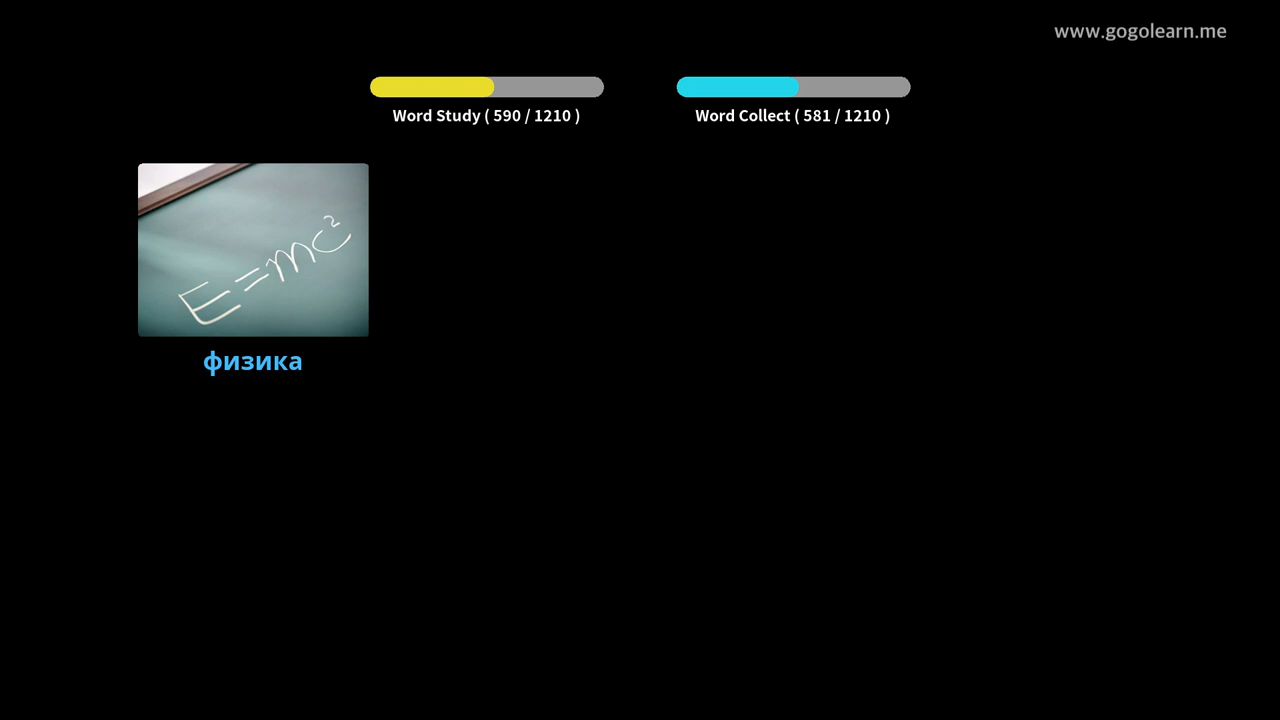 www.gogolearn.me
Word Study ( 590 / 1210 )
Word Collect ( 581 / 1210 )
E=mc²
физика